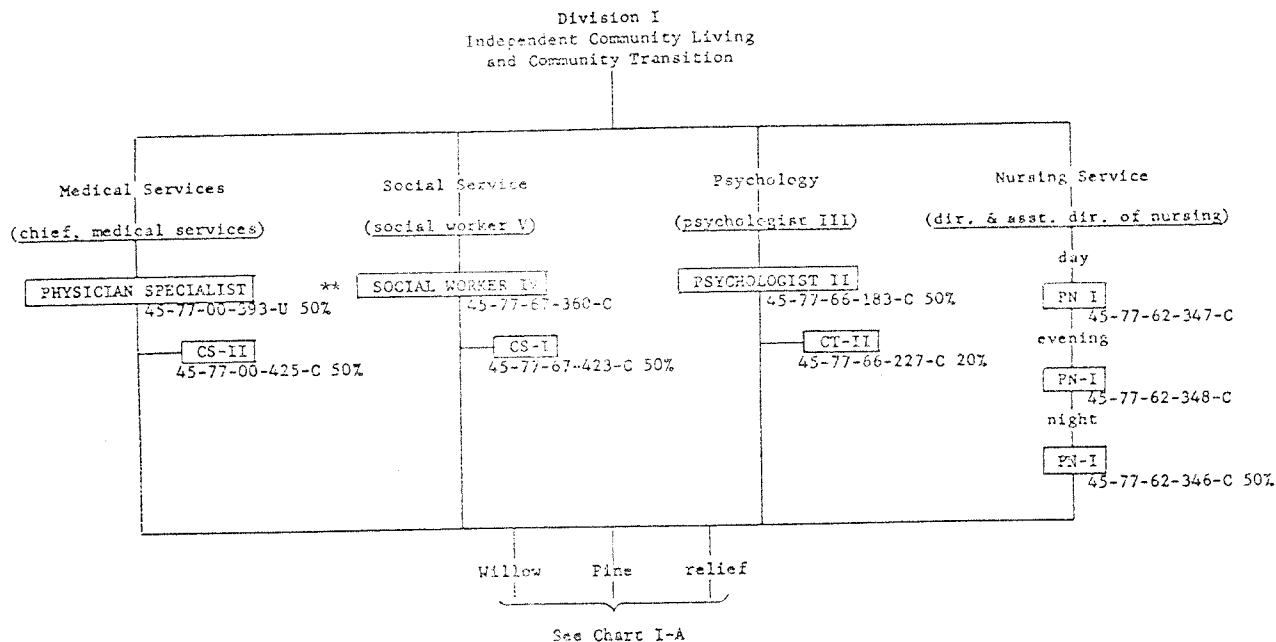 Division I
Independent Community Living
and Community Transition
Medical Services
(chief, medical services)
PHYSICIAN SPECIALIST
45-77-00-393-U 50%
CS-II
45-77-00-425-C 50%
Social Service
(social worker V)
** SOCIAL WORKER IV
45-77-67-360-C
CS-I
45-77-67-423-C 50%
Psychology
(psychologist III)
PSYCHOLOGIST II
45-77-66-183-C 50%
CT-II
45-77-66-227-C 20%
Nursing Service
(dir. & asst. dir. of nursing)
day
PN I
45-77-62-347-C
evening
PN-I
45-77-62-348-C
night
PN-I
45-77-62-346-C 50%
Willow Pine relief
See Chart I-A